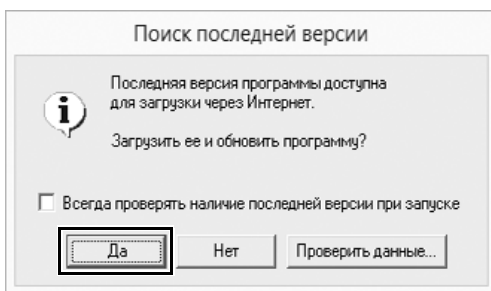 Поиск последней версии
Последняя версия программы доступна
для загрузки через Интернет.
Загрузить ее и обновить программу?
Всегда проверять наличие последней версии при запуске
Да
Нет
Проверить данные...